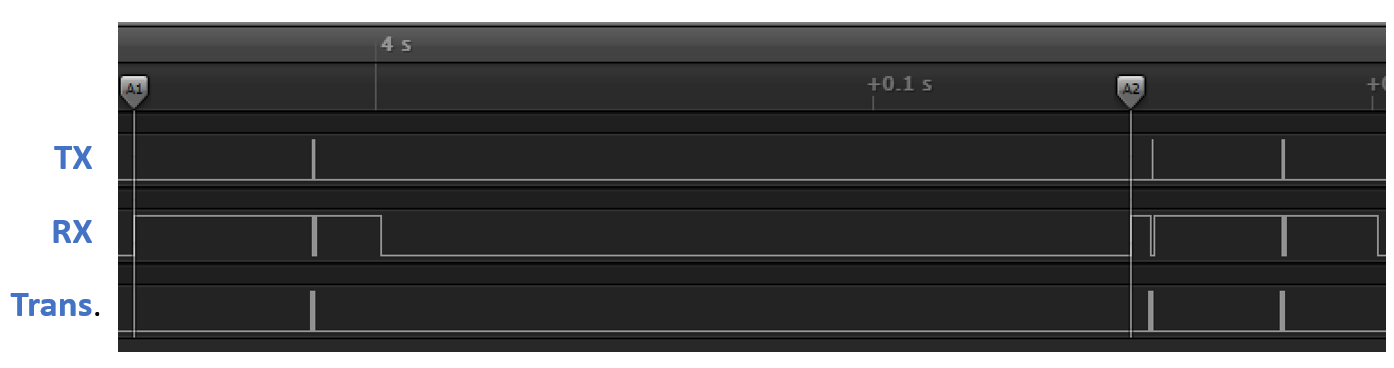 4 s
A1
+0.1 s
A2
TX
RX
Trans.